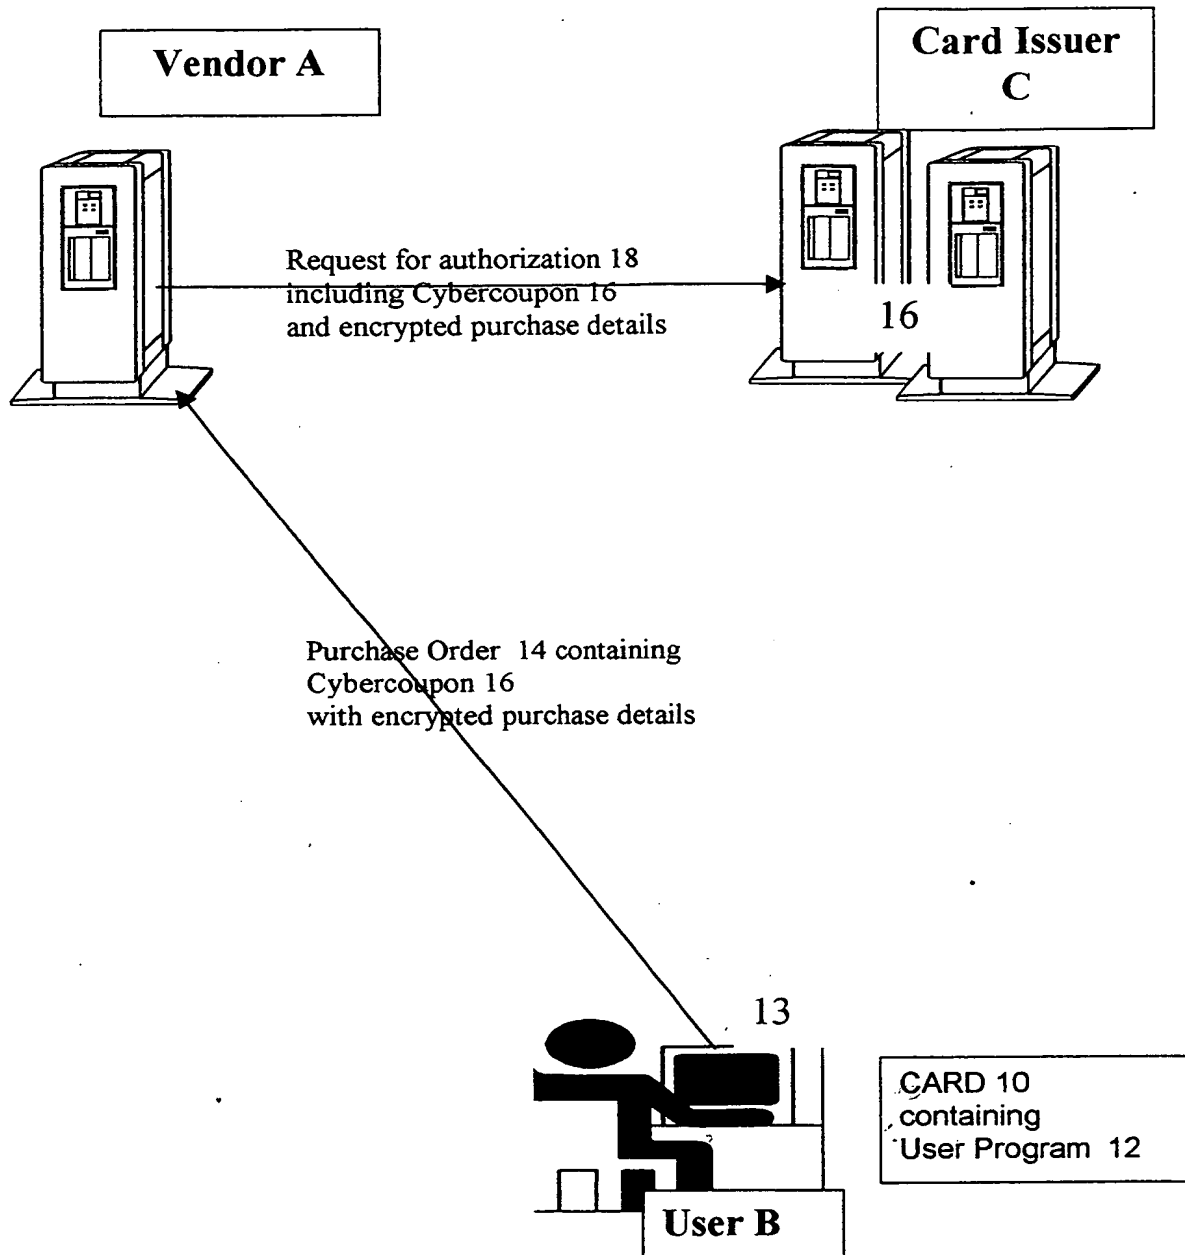 Vendor A
Card Issuer
C
Request for authorization 18
including Cybercoupon 16
and encrypted purchase details
16
Purchase Order 14 containing
Cybercoupon 16
with encrypted purchase details
13
CARD 10
containing
User Program 12
User B